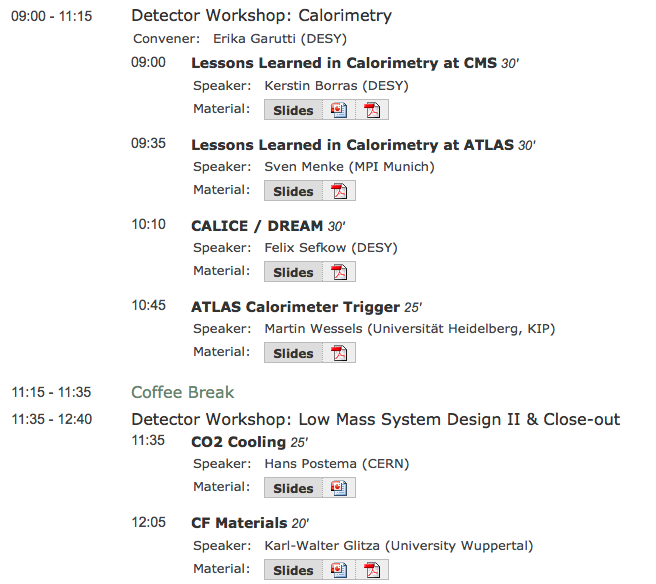 09:00 - 11:15 Detector Workshop: Calorimetry
Convener: Erika Garutti (DESY)
09:00 Lessons Learned in Calorimetry at CMS 30'
Speaker: Kerstin Borras (DESY)
Material: Slides
09:35 Lessons Learned in Calorimetry at ATLAS 30'
Speaker: Sven Menke (MPI Munich)
Material: Slides
10:10 CALICE / DREAM 30'
Speaker: Felix Sefkow (DESY)
Material: Slides
10:45 ATLAS Calorimeter Trigger 25'
Speaker: Martin Wessels (Universität Heidelberg, KIP)
Material: Slides
11:15 - 11:35 Coffee Break
11:35 - 12:40 Detector Workshop: Low Mass System Design II & Close-out
11:35 CO2 Cooling 25'
Speaker: Hans Postema (CERN)
Material: Slides
12:05 CF Materials 20'
Speaker: Karl-Walter Glitza (University Wuppertal)
Material: Slides